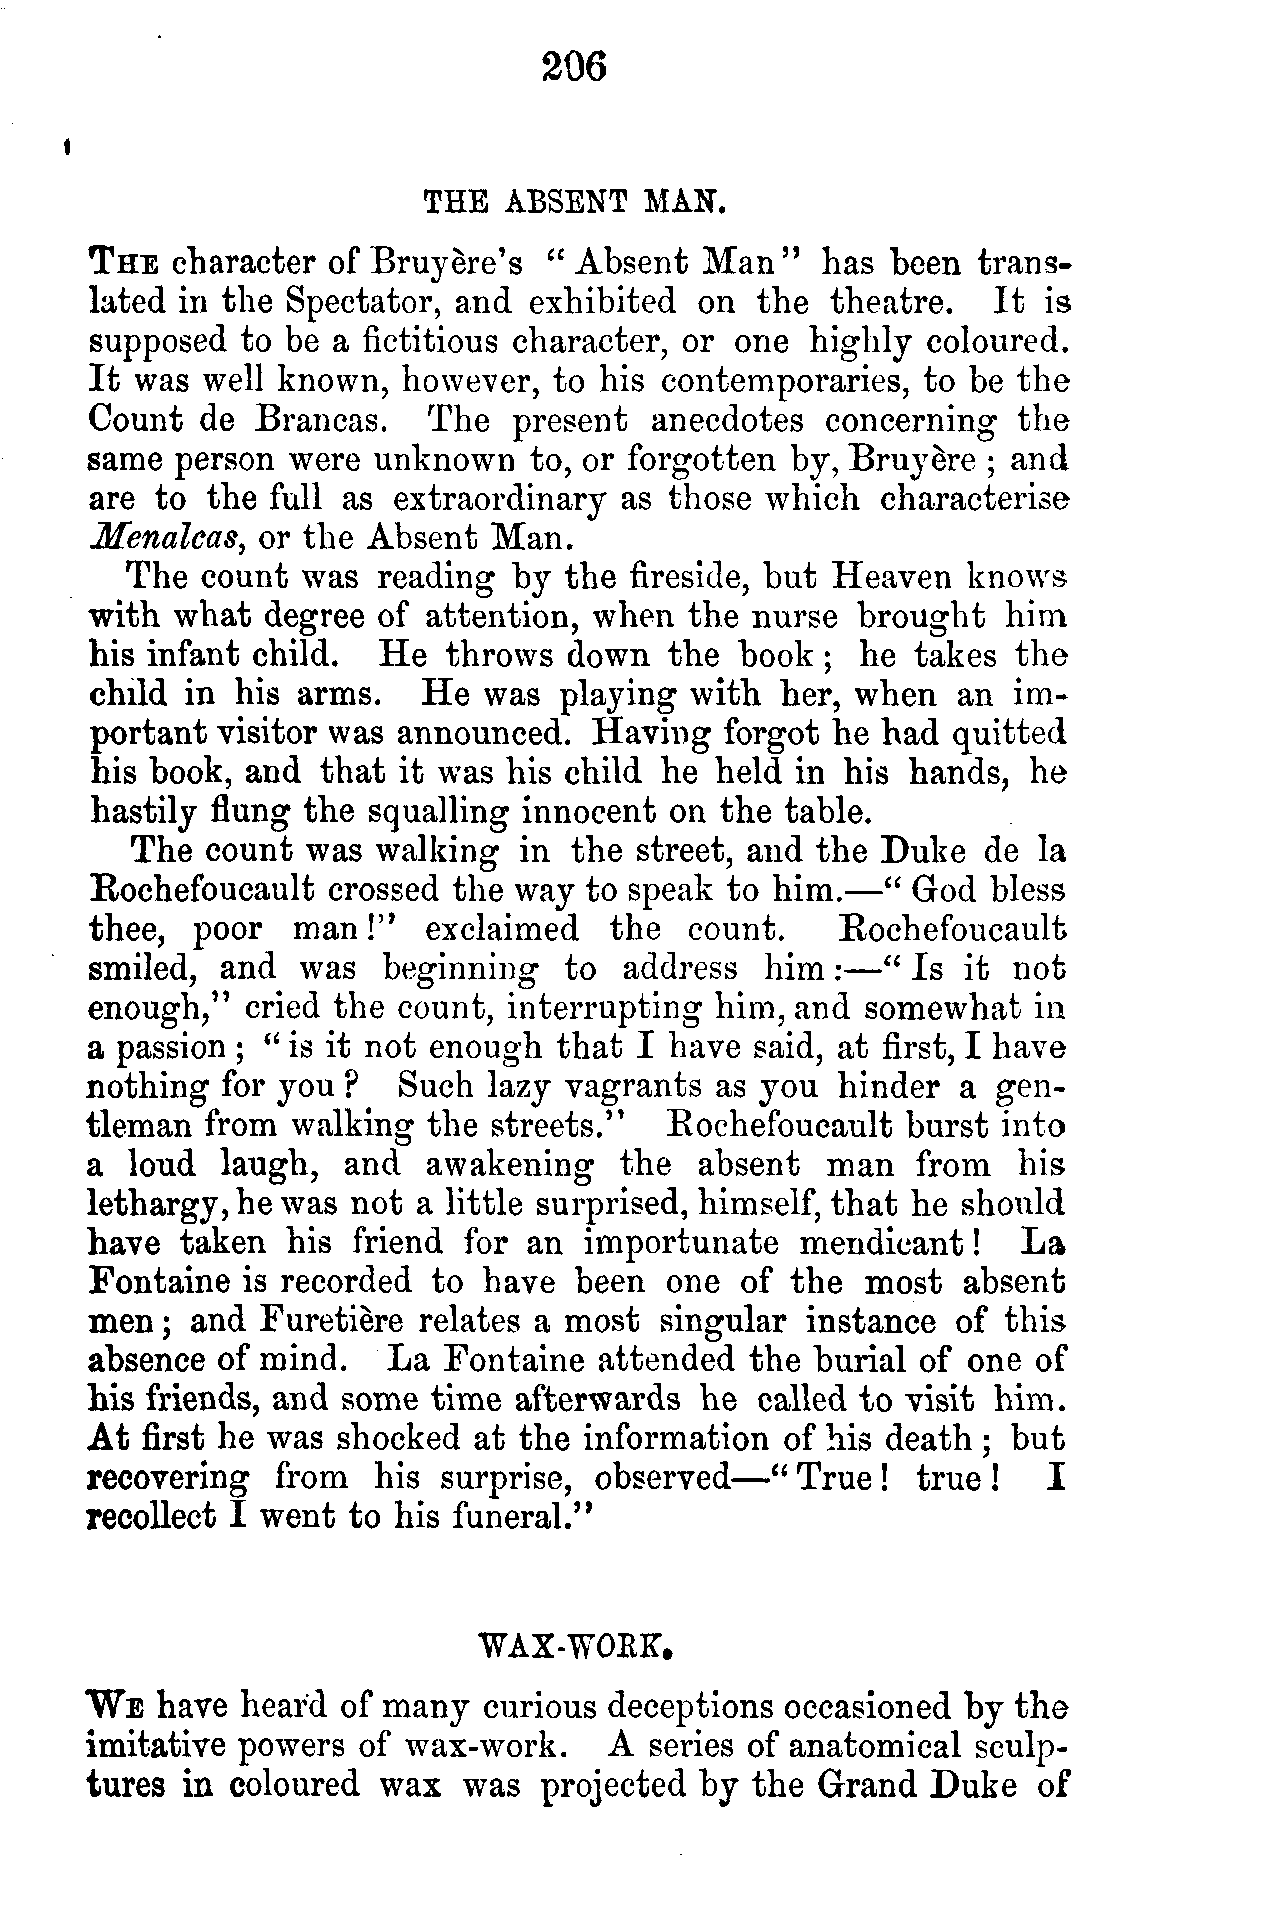 206
THE ABSENT MAN.
THE character of Bruyère's “Absent Man” has been trans-
lated in the Spectator, and exhibited on the theatre. It is
supposed to be a fictitious character, or one highly coloured.
It was well known, however, to his contemporaries, to be the
Count de Brancas. The present anecdotes concerning the
same person were unknown to, or forgotten by, Bruyère; and
are to the full as extraordinary as those which characterise
Menalcas, or the Absent Man.
The count was reading by the fireside, but Heaven knows
with what degree of attention, when the nurse brought him
his infant child. He throws down the book; he takes the
child in his arms. He was playing with her, when an im-
portant visitor was announced. Having forgot he had quitted
his book, and that it was his child he held in his hands, he
hastily flung the squalling innocent on the table.
The count was walking in the street, and the Duke de la
Rochefoucault crossed the way to speak to him.—“God bless
thee, poor man!” exclaimed the count. Rochefoucault
smiled, and was beginning to address him:—“Is it not
enough,” cried the count, interrupting him, and somewhat in
a passion; “is it not enough that I have said, at first, I have
nothing for you? Such lazy vagrants as you hinder a gen-
tleman from walking the streets.” Rochefoucault burst into
a loud laugh, and awakening the absent man from his
lethargy, he was not a little surprised, himself, that he should
have taken his friend for an importunate mendicant! La
Fontaine is recorded to have been one of the most absent
men; and Furetière relates a most singular instance of this
absence of mind. La Fontaine attended the burial of one of
his friends, and some time afterwards he called to visit him.
At first he was shocked at the information of his death; but
recovering from his surprise, observed—“True! true! I
recollect I went to his funeral.”
WAX-WORK.
WE have heard of many curious deceptions occasioned by the
imitative powers of wax-work. A series of anatomical sculp-
tures in coloured wax was projected by the Grand Duke of